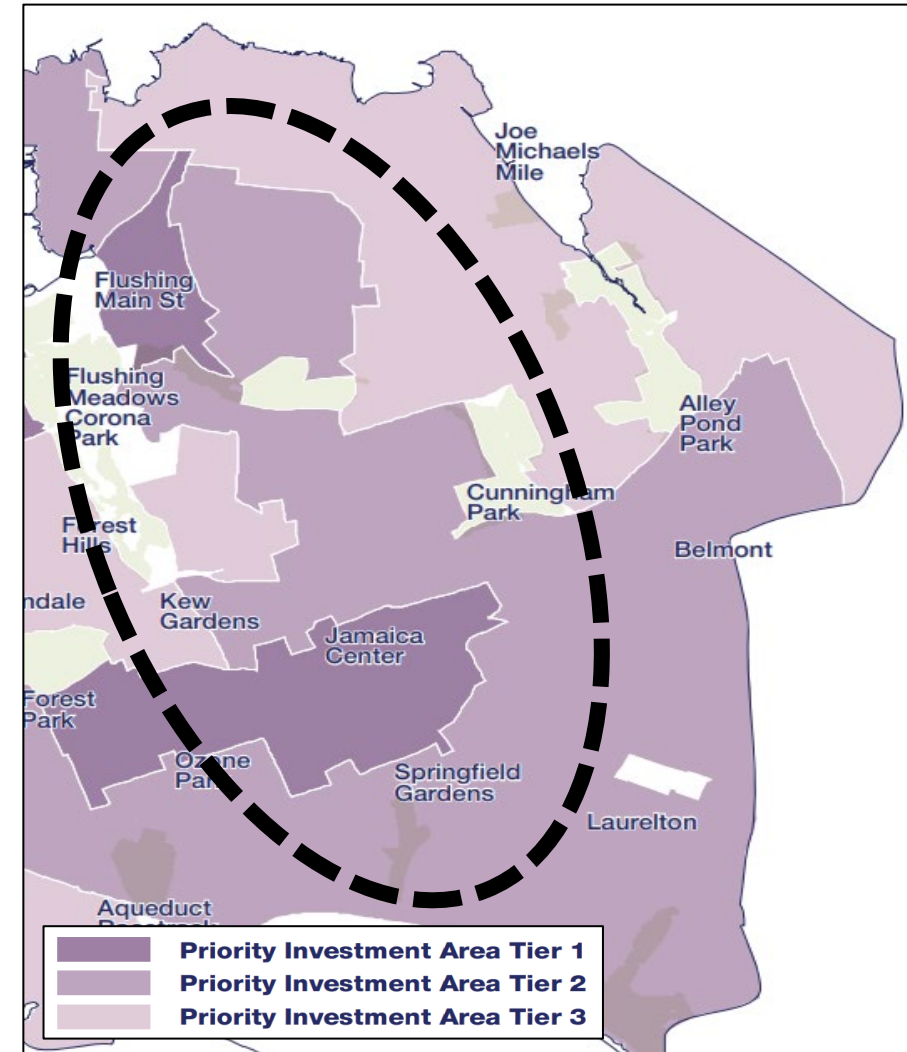 Joe
Michaels
Mile
Flushing
Main St
Flushing
Meadows
Corona
Park
Alley
Pond
Park
Cunningham
Park
Forest
Hills
Belmont
ndale
Kew
Gardens
Jamaica
Center
Forest
Park
Ozone
Park
Springfield
Gardens
Laurelton
Aqueduct
Priority Investment Area Tier 1
Priority Investment Area Tier 2
Priority Investment Area Tier 3